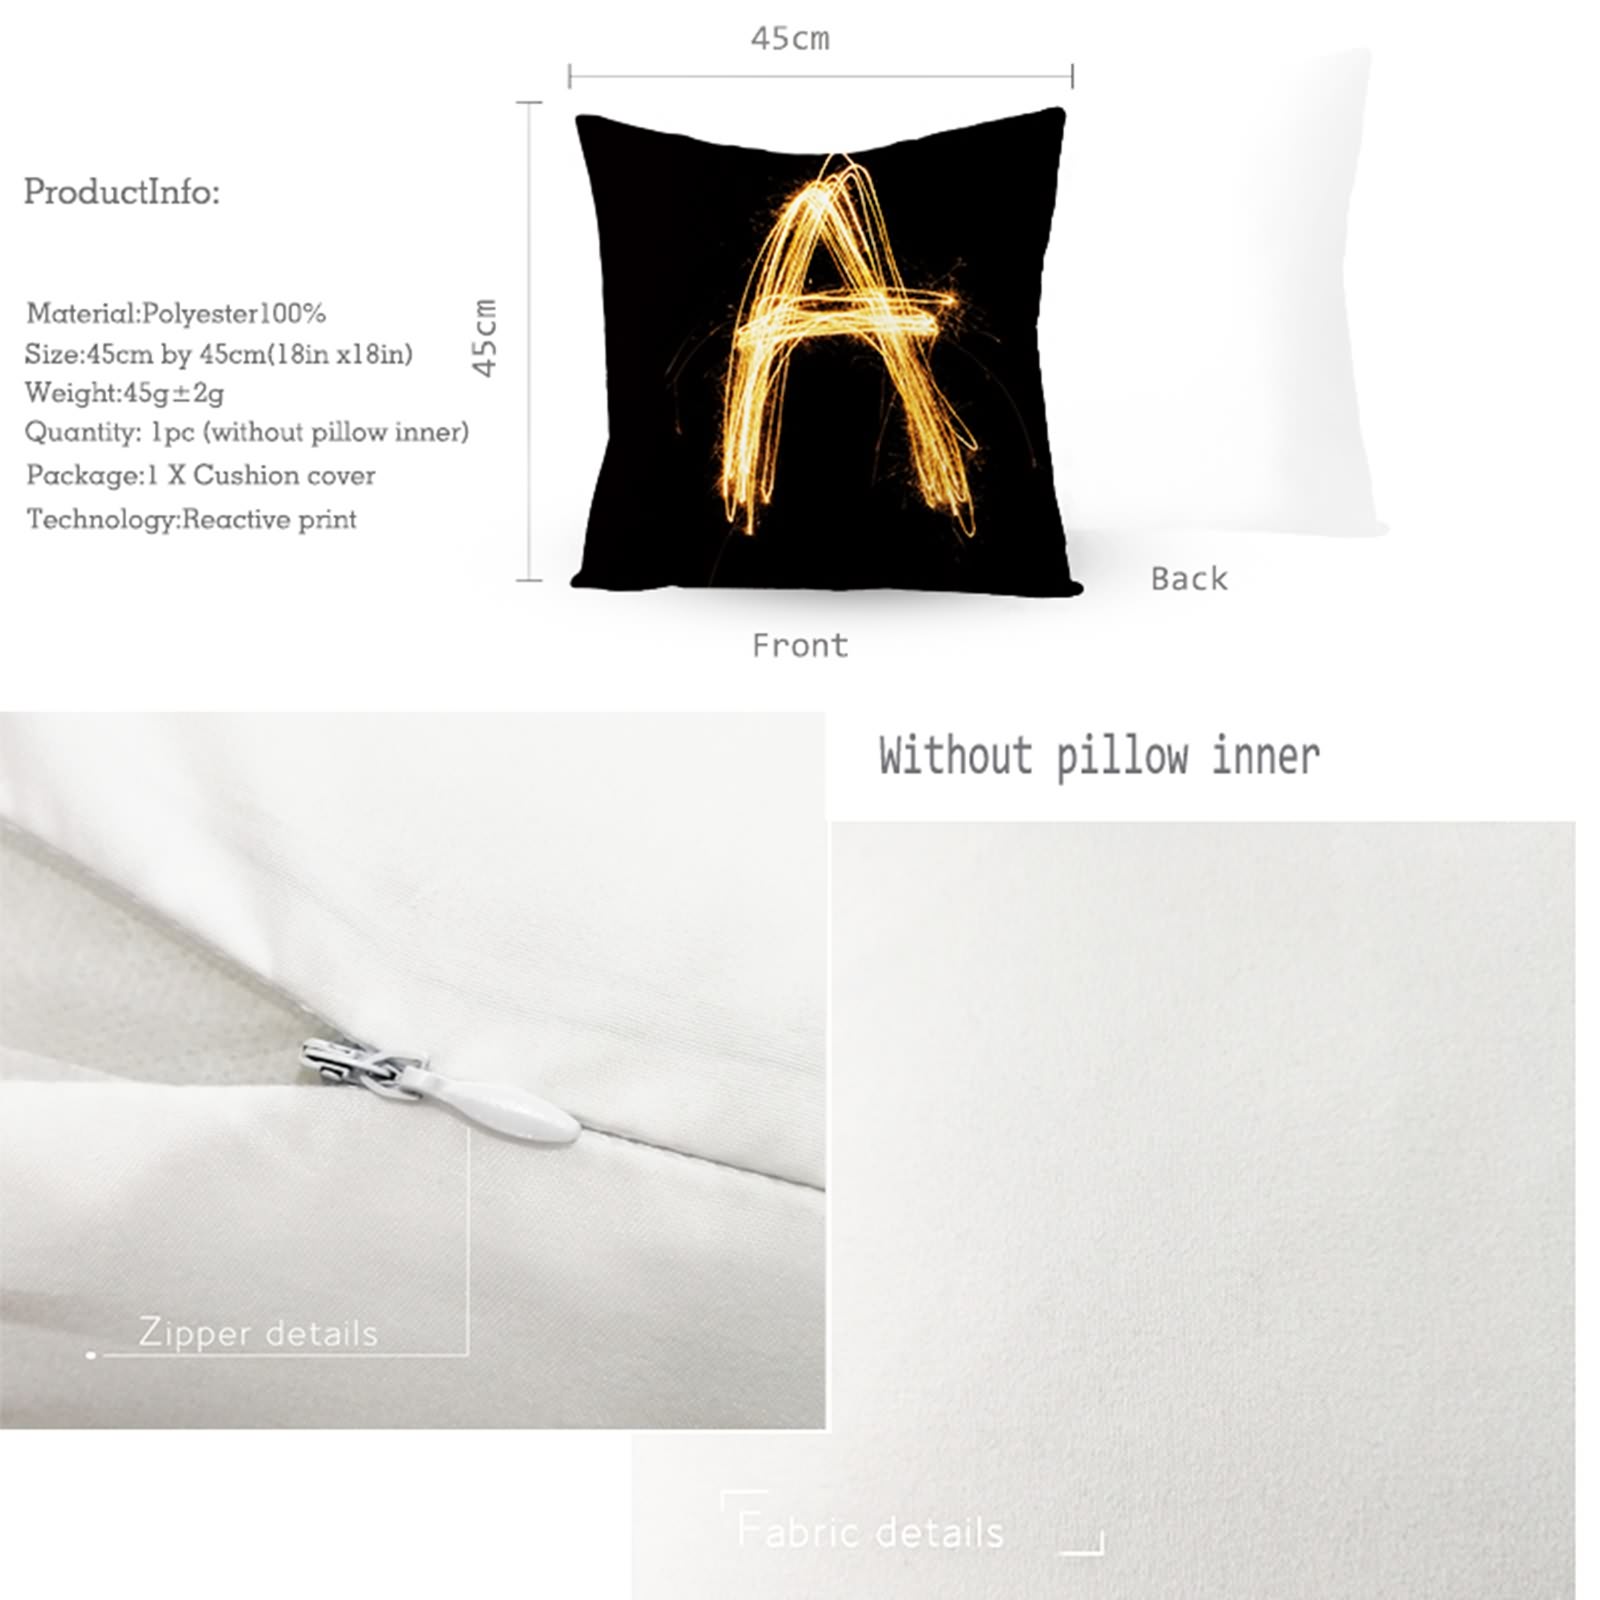 45cm
45cm
ProductInfo:
Material:Polyester100%
Size:45cm by 45cm(18in x18in)
Weight:45g±2g
Quantity: 1pc (without pillow inner)
Package:1 X Cushion cover
Technology:Reactive print
A
Back
Front
Without pillow inner
Zipper details
Fabric details